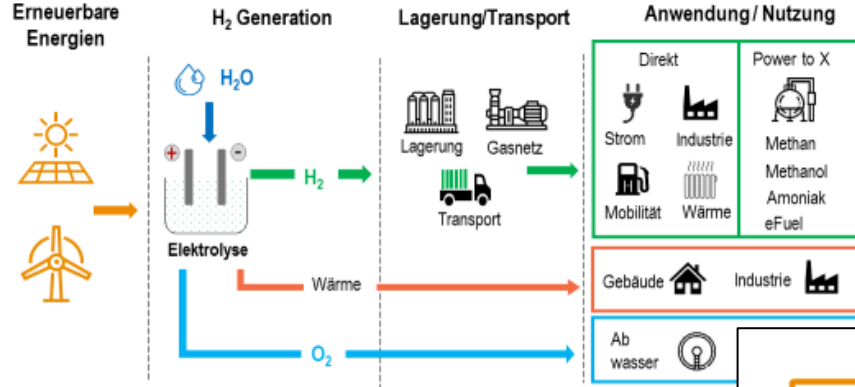 Erneuerbare
Energien
H₂ Generation
Lagerung/Transport
Anwendung / Nutzung
H₂O
+
-
Elektrolyse
H₂
Lagerung
Gasnetz
Transport
Direkt
Strom
Industrie
Mobilität
Wärme
Power to X
Methan
Methanol
Amoniak
eFuel
Wärme
Gebäude
Industrie
O₂
Ab
wasser